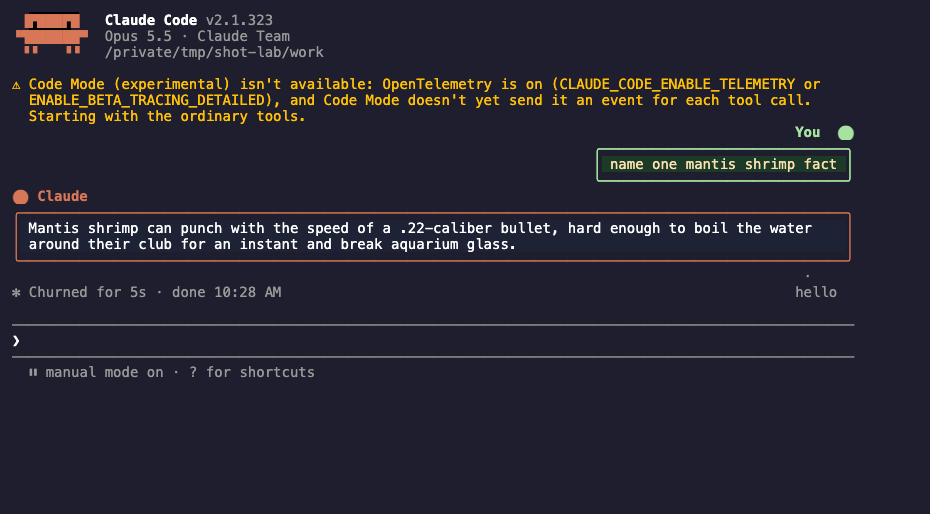 Claude Code v2.1.323
Opus 5.5 · Claude Team
/private/tmp/shot-lab/work
⚠ Code Mode (experimental) isn't available: OpenTelemetry is on (CLAUDE_CODE_ENABLE_TELEMETRY or
ENABLE_BETA_TRACING_DETAILED), and Code Mode doesn't yet send it an event for each tool call.
Starting with the ordinary tools.
You ●
name one mantis shrimp fact
● Claude
Mantis shrimp can punch with the speed of a .22-caliber bullet, hard enough to boil the water
around their club for an instant and break aquarium glass.
✻ Churned for 5s · done 10:28 AM hello
❯
⏸ manual mode on · ? for shortcuts